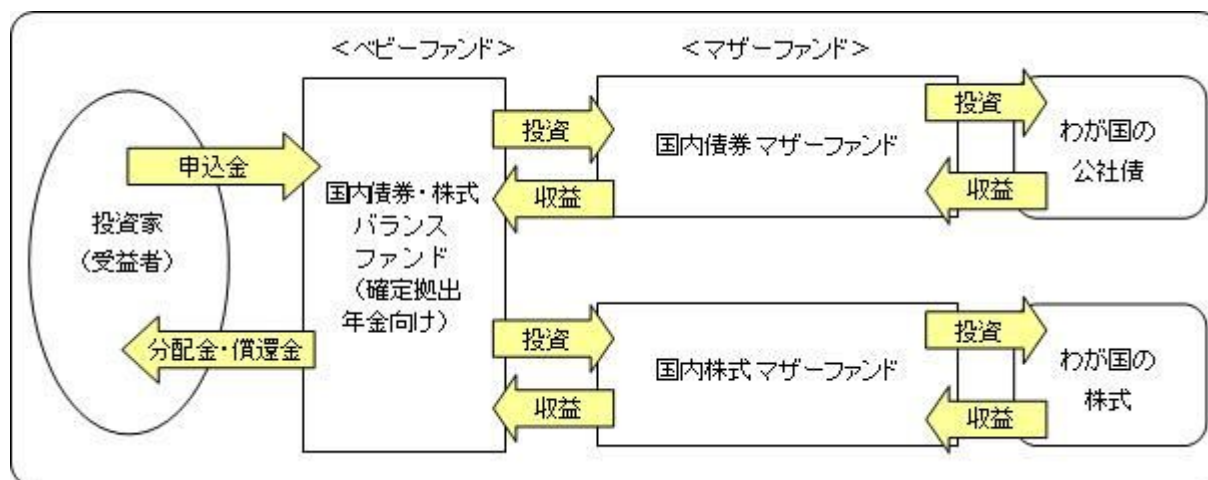 ＜ベビーファンド＞
＜マザーファンド＞
申込金
投資家
（受益者）
分配金・償還金
国内債券・株式
バランス
ファンド
（確定拠出
年金向け）
投資
収益
国内債券マザーファンド
投資
収益
わが国の
公社債
投資
収益
国内株式マザーファンド
投資
収益
わが国の
株式